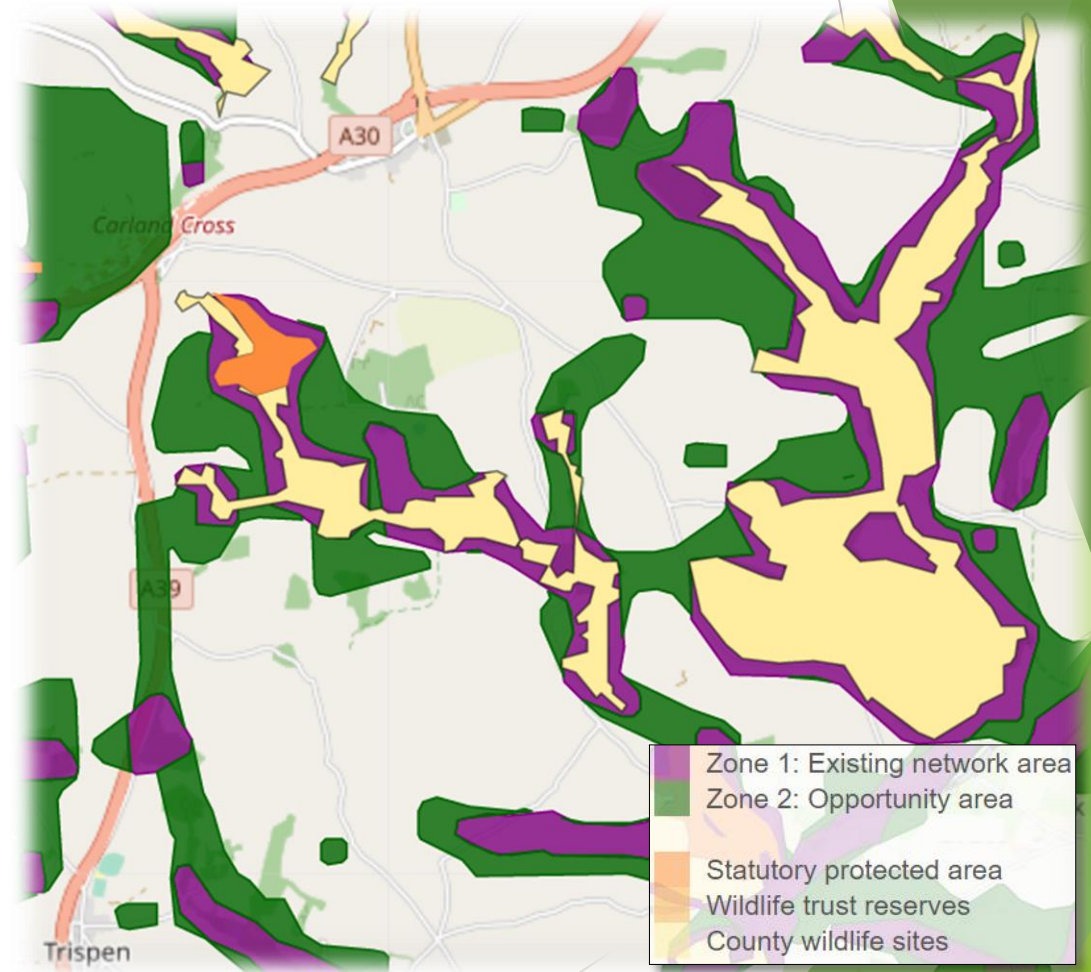 A30
Carland Cross
A39
Trispen
Zone 1: Existing network area
Zone 2: Opportunity area
Statutory protected area
Wildlife trust reserves
County wildlife sites